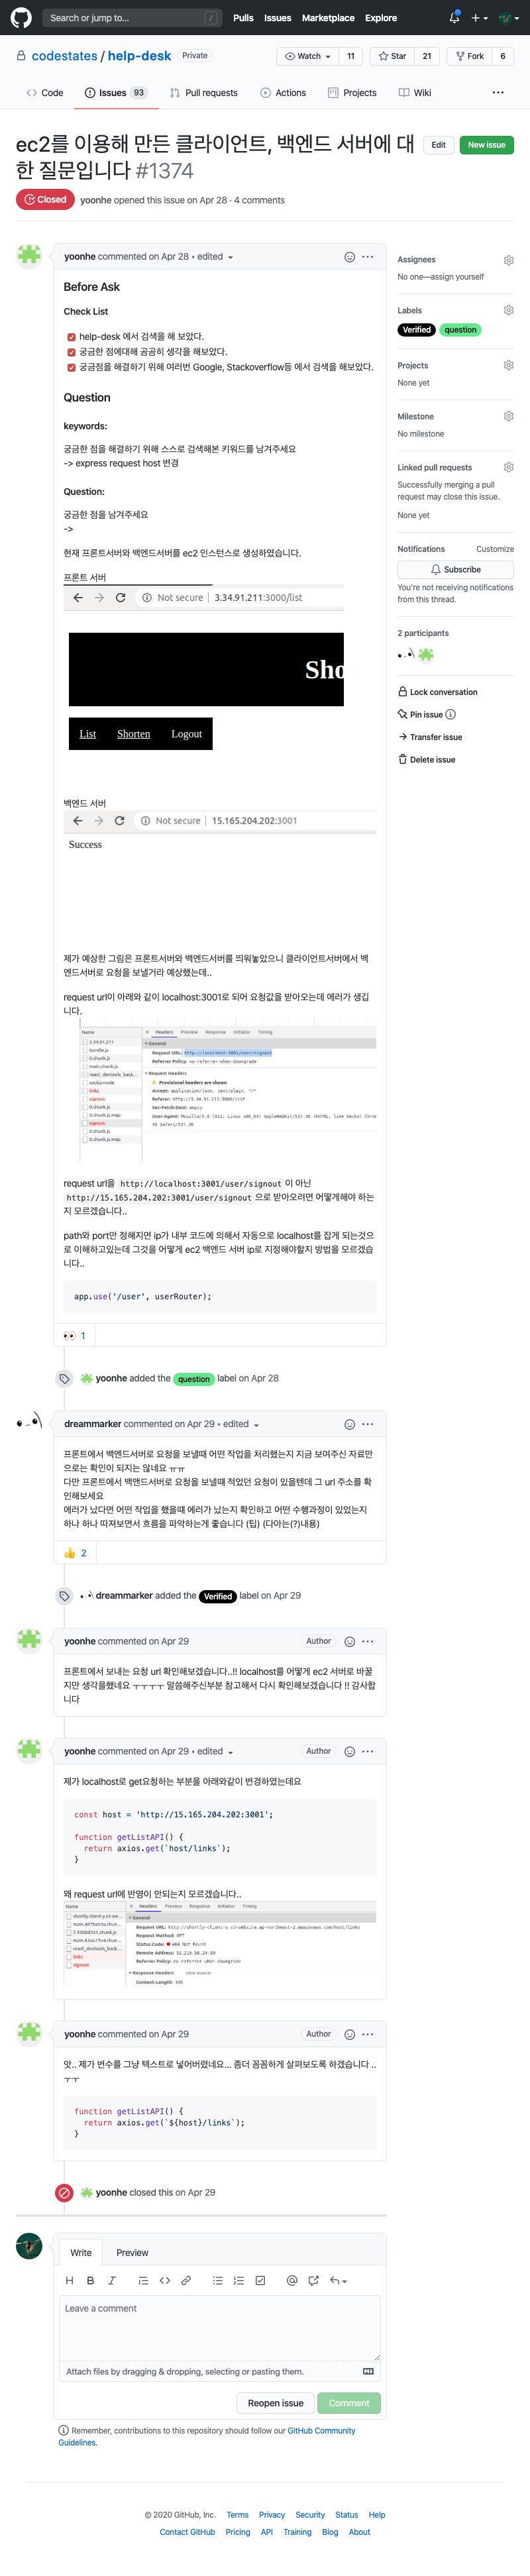 Search or jump to... /
Pulls Issues Marketplace Explore
codestates / help-desk Private
Watch 11 Star 21 Fork 6
Code Issues 93 Pull requests Actions Projects Wiki
ec2를 이용해 만든 클라이언트, 백엔드 서버에 대
한 질문입니다 #1374
Edit New issue
Closed yoonhe opened this issue on Apr 28 · 4 comments
yoonhe commented on Apr 28 • edited
Before Ask
Check List
help-desk 에서 검색을 해 보았다.
궁금한 점에대해 곰곰히 생각을 해보았다.
궁금점을 해결하기 위해 여러번 Google, Stackoverflow등 에서 검색을 해보았다.
Question
keywords:
궁금한 점을 해결하기 위해 스스로 검색해본 키워드를 남겨주세요
-> express request host 변경
Question:
궁금한 점을 남겨주세요
->
현재 프론트서버와 백엔드서버를 ec2 인스턴스로 생성하였습니다.
프론트 서버
Not secure | 3.34.91.211:3000/list
Sho
List Shorten Logout
백엔드 서버
Not secure | 15.165.204.202:3001
Success
제가 예상한 그림은 프론트서버와 백엔드서버를 띄워놓았으니 클라이언트서버에서 백
엔드서버로 요청을 보낼거라 예상했는데..
request url이 아래와 같이 localhost:3001로 되어 요청값을 받아오는데 에러가 생깁
니다.
Name
Headers Preview Response Initiator Timing
3.34.91.211
bundle.js
0.chunk.js
main.chunk.js
react_devtools_back...
links
signout
0.chunk.js
0.chunk.js.map
signout
0.chunk.js
0.chunk.js.map
General
Request URL: http://localhost:3001/user/signout
Referrer Policy: no-referrer-when-downgrade
Request Headers
Provisional headers are shown
Accept: application/json, text/plain, */*
Referer: http://3.34.91.211:3000/list
Sec-Fetch-Dest: empty
User-Agent: Mozilla/5.0 (X11; Linux x86_64) AppleWebKit/537.36 (KHTML, like Gecko) Chrom
Safari/537.36
request url을 http://localhost:3001/user/signout 이 아닌
http://15.165.204.202:3001/user/signout 으로 받아오려면 어떻게해야 하는
지 모르겠습니다..
path와 port만 정해지면 ip가 내부 코드에 의해서 자동으로 localhost를 잡게 되는것으
로 이해하고있는데 그것을 어떻게 ec2 백엔드 서버 ip로 지정해야할지 방법을 모르겠습
니다..
app.use('/user', userRouter);
1
yoonhe added the question label on Apr 28
dreammarker commented on Apr 29 • edited
프론트에서 백엔드서버로 요청을 보낼때 어떤 작업을 처리했는지 지금 보여주신 자료만
으로는 확인이 되지는 않네요 ㅠㅠ
다만 프론트에서 백앤드서버로 요청을 보낼때 적었던 요청이 있을텐데 그 url 주소를 확
인해보세요
에러가 났다면 어떤 작업을 했을때 에러가 났는지 확인하고 어떤 수행과정이 있었는지
하나 하나 따져보면서 흐름을 파악하는게 좋습니다 (팁) (다아는(?)내용)
2
dreammarker added the Verified label on Apr 29
yoonhe commented on Apr 29 Author
프론트에서 보내는 요청 url 확인해보겠습니다..!! localhost를 어떻게 ec2 서버로 바꿀
지만 생각을했네요 ㅜㅜㅜㅜ 말씀해주신부분 참고해서 다시 확인해보겠습니다 !! 감사합
니다
yoonhe commented on Apr 29 • edited Author
제가 localhost로 get요청하는 부분을 아래와같이 변경하였는데요
const host = 'http://15.165.204.202:3001';
function getListAPI() {
return axios.get(`host/links`);
}
왜 request url에 반영이 안되는지 모르겠습니다..
Name
Headers Preview Response Initiator Timing
react_devtools_back...
links
signout
General
Request URL: http://shortly-client-y.s3-website.ap-northeast-2.amazonaws.com/host/links
Request Method: GET
Status Code: 404 Not Found
Referrer Policy: no-referrer-when-downgrade
Response Headers view source
Content-Length: 345
yoonhe commented on Apr 29 Author
앗.. 제가 변수를 그냥 텍스트로 넣어버렸네요... 좀더 꼼꼼하게 살펴보도록 하겠습니다 ..
ㅜㅜ
function getListAPI() {
return axios.get(`${host}/links`);
}
yoonhe closed this on Apr 29
Write Preview
Leave a comment
Attach files by dragging & dropping, selecting or pasting them.
Reopen issue Comment
Remember, contributions to this repository should follow our GitHub Community
Guidelines.
Assignees
No one—assign yourself
Labels
Verified question
Projects
None yet
Milestone
No milestone
Linked pull requests
Successfully merging a pull
request may close this issue.
None yet
Notifications Customize
Subscribe
You're not receiving notifications
from this thread.
2 participants
Lock conversation
Pin issue
Transfer issue
Delete issue
© 2020 GitHub, Inc. Terms Privacy Security Status Help
Contact GitHub Pricing API Training Blog About